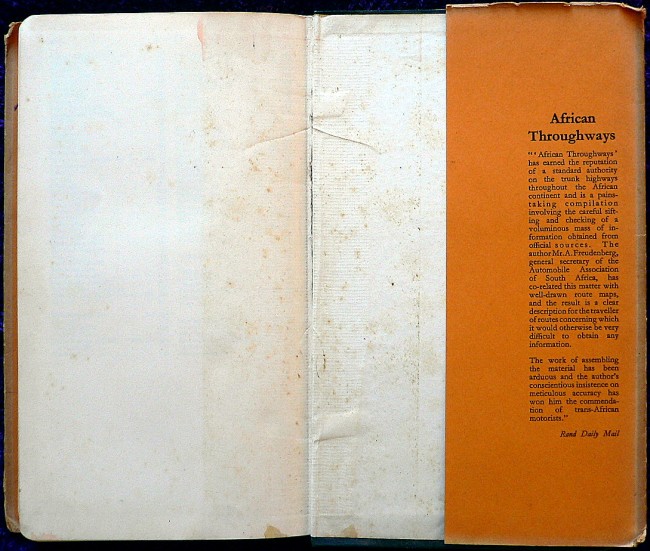 African
Throughways
"' African Throughways'
has earned the reputation
of a standard authority
on the trunk highways
throughout the African
continent and is a pains-
taking compilation
involving the careful sift-
ing and checking of a
voluminous mass of in-
formation obtained from
official sources. The
author Mr. A. Freudenberg,
general secretary of the
Automobile Association
of South Africa, has
co-related this matter with
well-drawn route maps,
and the result is a clear
description for the traveller
of routes concerning which
it would otherwise be very
difficult to obtain any
information.
The work of assembling
the material has been
arduous and the author's
conscientious insistence on
meticulous accuracy has
won him the commenda-
tion of trans-African
motorists."
Rand Daily Mail